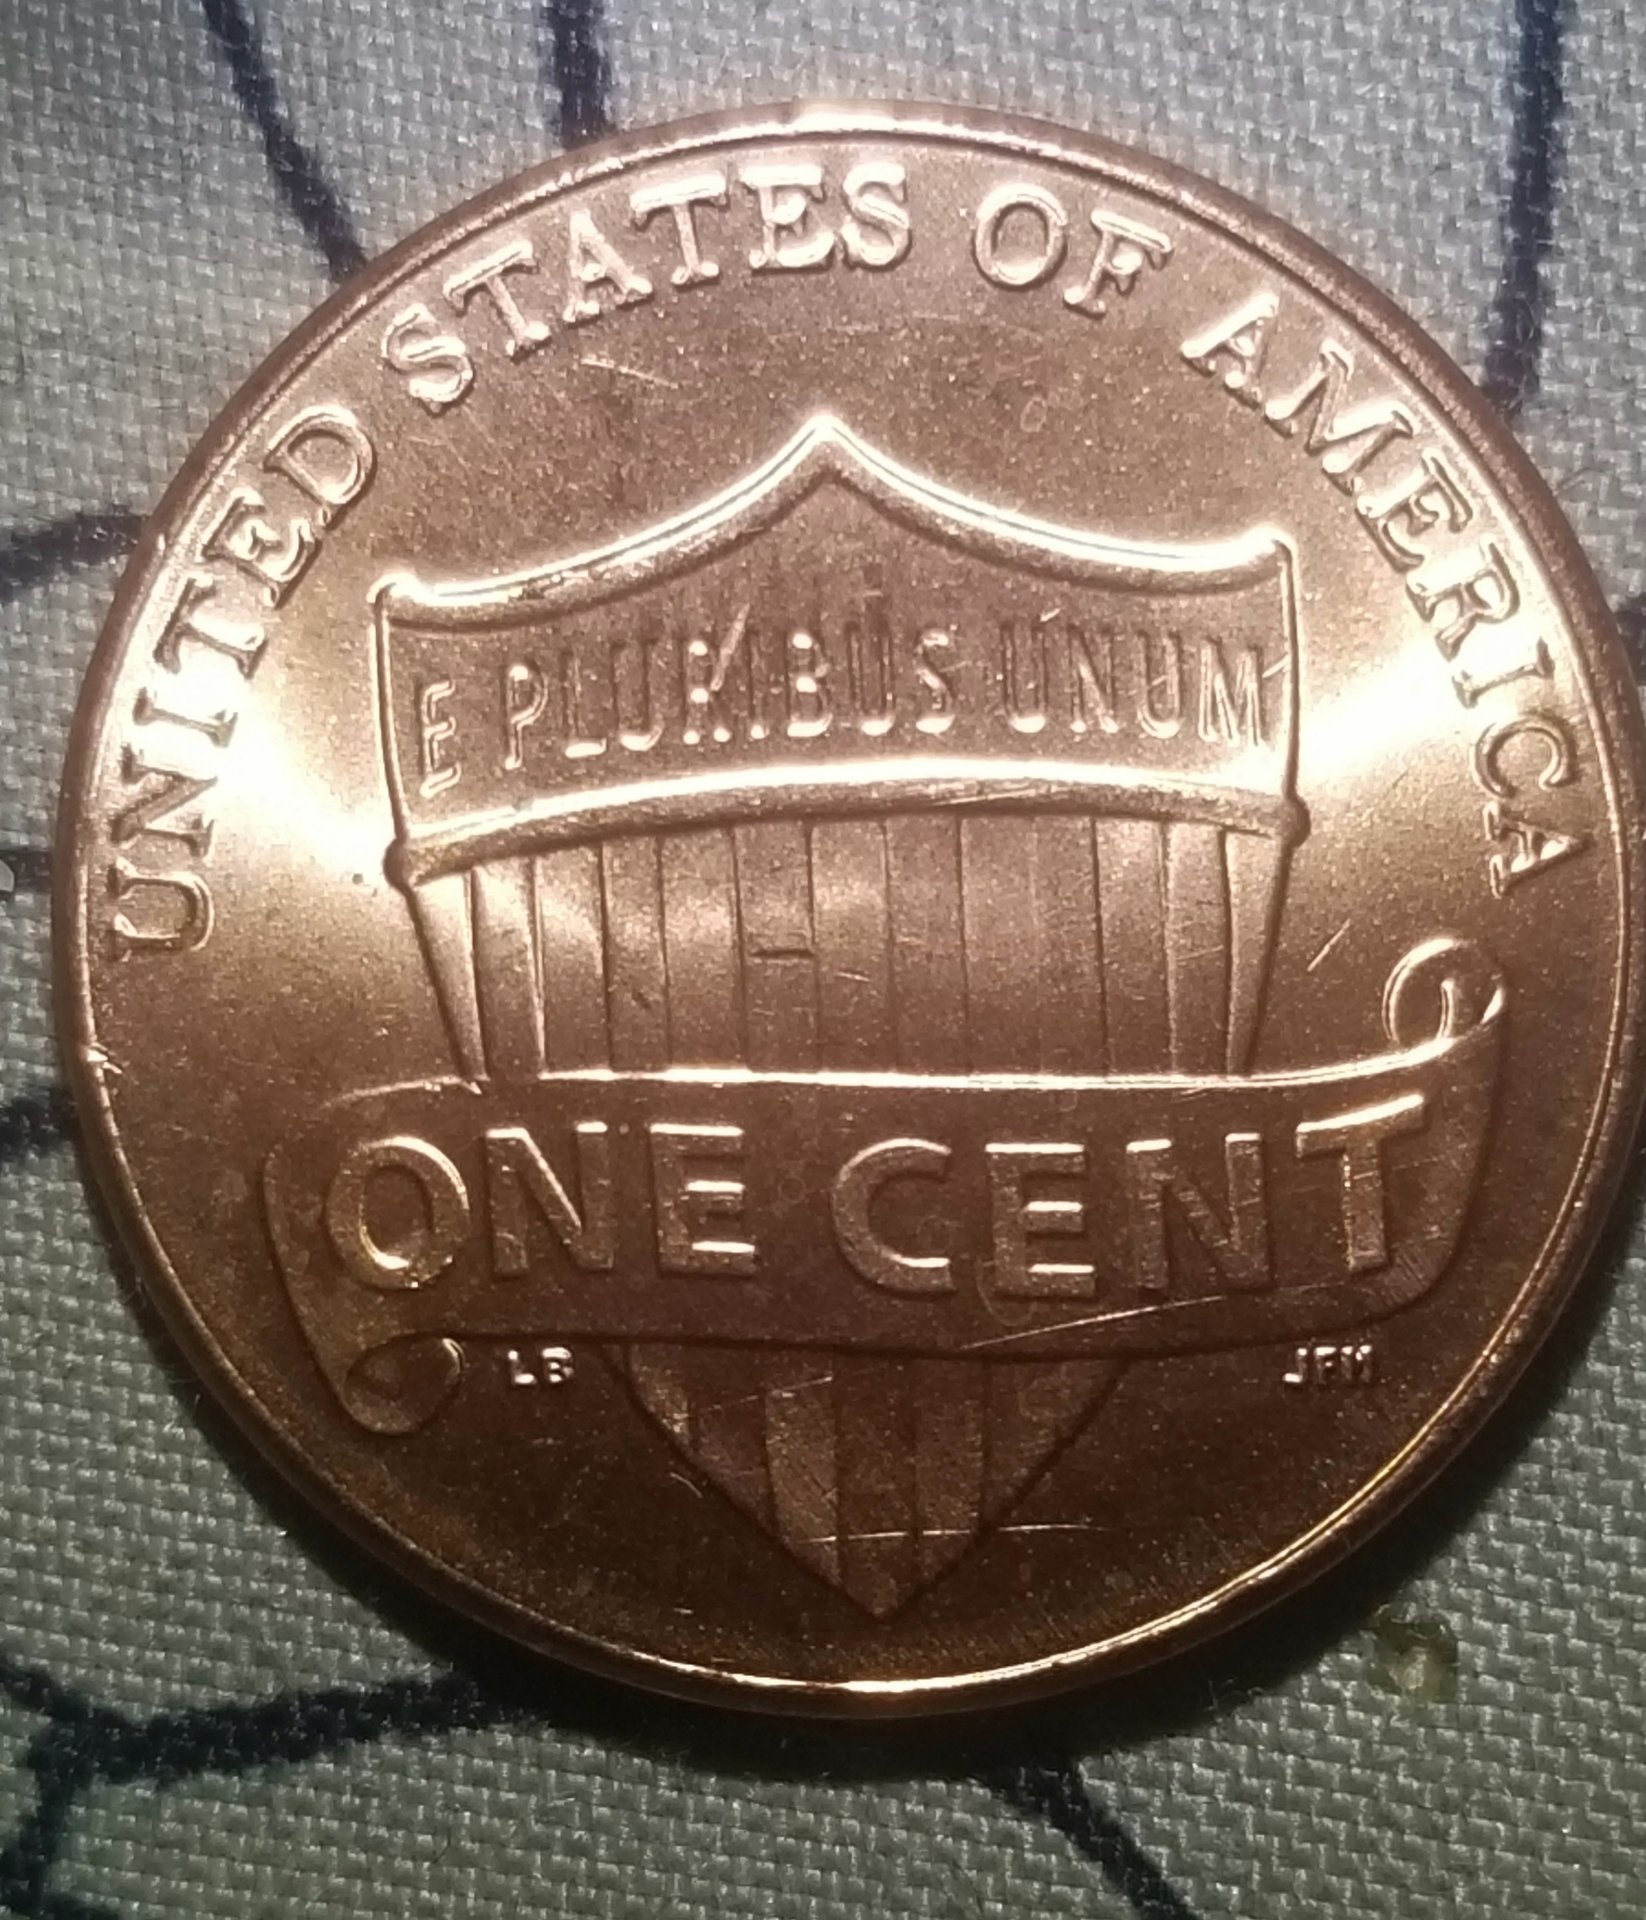 UNITED STATES OF AMERICA
E PLURIBUS UNUM
ONE CENT
LB JFM